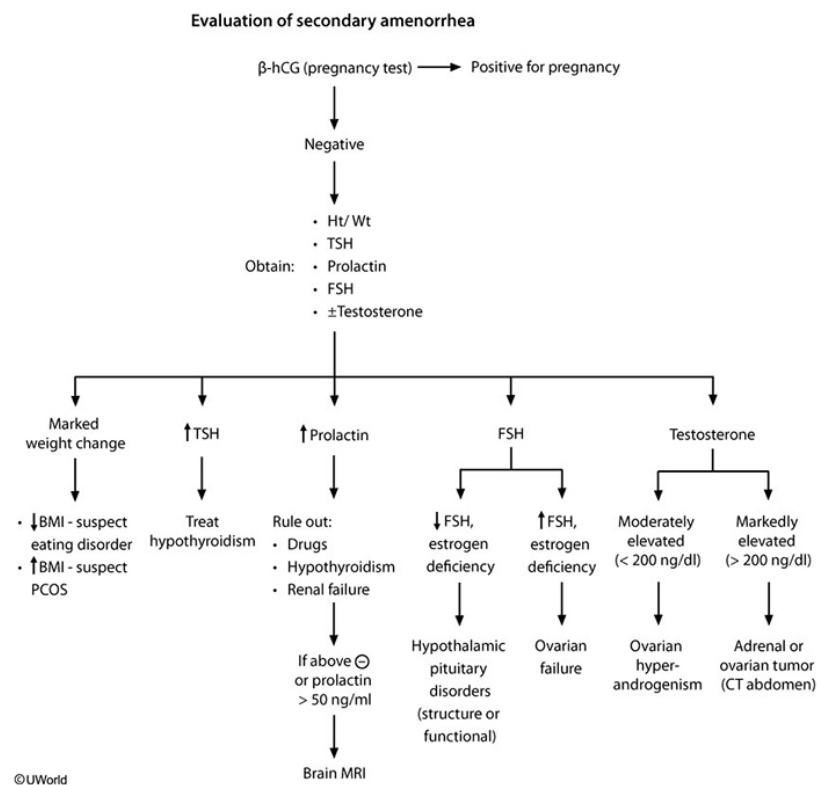 Evaluation of secondary amenorrhea
β-hCG (pregnancy test)
Positive for pregnancy
Negative
Obtain:
• Ht/ Wt
• TSH
• Prolactin
• FSH
• ±Testosterone
Marked
weight change
• ↓BMI - suspect
eating disorder
• ↑BMI - suspect
PCOS
↑TSH
Treat
hypothyroidism
↑Prolactin
Rule out:
• Drugs
• Hypothyroidism
• Renal failure
If above ⊖
or prolactin
> 50 ng/ml
Brain MRI
FSH
↓FSH,
estrogen
deficiency
Hypothalamic
pituitary
disorders
(structure or
functional)
↑FSH,
estrogen
deficiency
Ovarian
failure
Testosterone
Moderately
elevated
(< 200 ng/dl)
Ovarian
hyper-
androgenism
Markedly
elevated
(> 200 ng/dl)
Adrenal or
ovarian tumor
(CT abdomen)
©UWorld